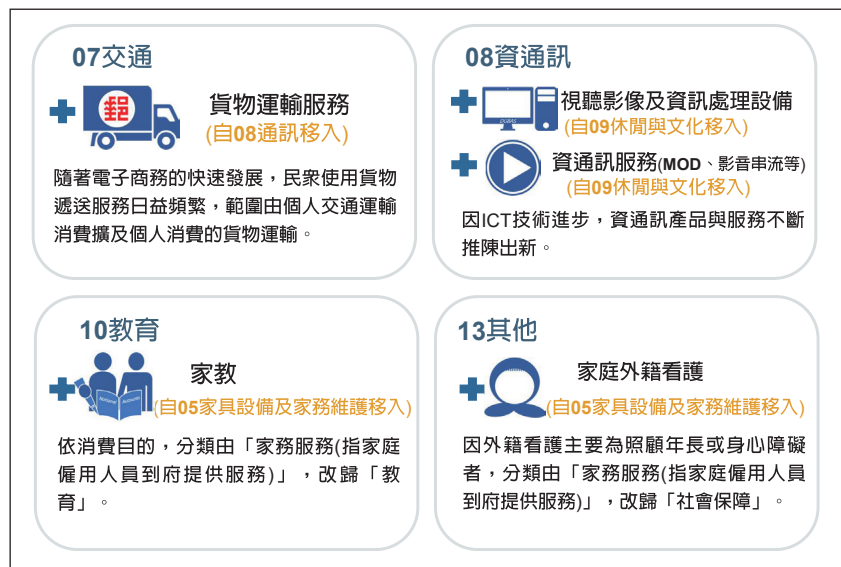 07交通
郵
貨物運輸服務
(自08通訊移入)
隨著電子商務的快速發展，民眾使用貨物
遞送服務日益頻繁，範圍由個人交通運輸
消費擴及個人消費的貨物運輸。
08資通訊
DGBAS
視聽影像及資訊處理設備
(自09休閒與文化移入)
資通訊服務(MOD、影音串流等)
(自09休閒與文化移入)
因ICT技術進步，資通訊產品與服務不斷
推陳出新。
10教育
家教
National Accounts
(自05家具設備及家務維護移入)
依消費目的，分類由「家務服務(指家庭
僱用人員到府提供服務)」，改歸「教
育」。
13其他
家庭外籍看護
(自05家具設備及家務維護移入)
因外籍看護主要為照顧年長或身心障礙
者，分類由「家務服務(指家庭僱用人員
到府提供服務)」，改歸「社會保障」。